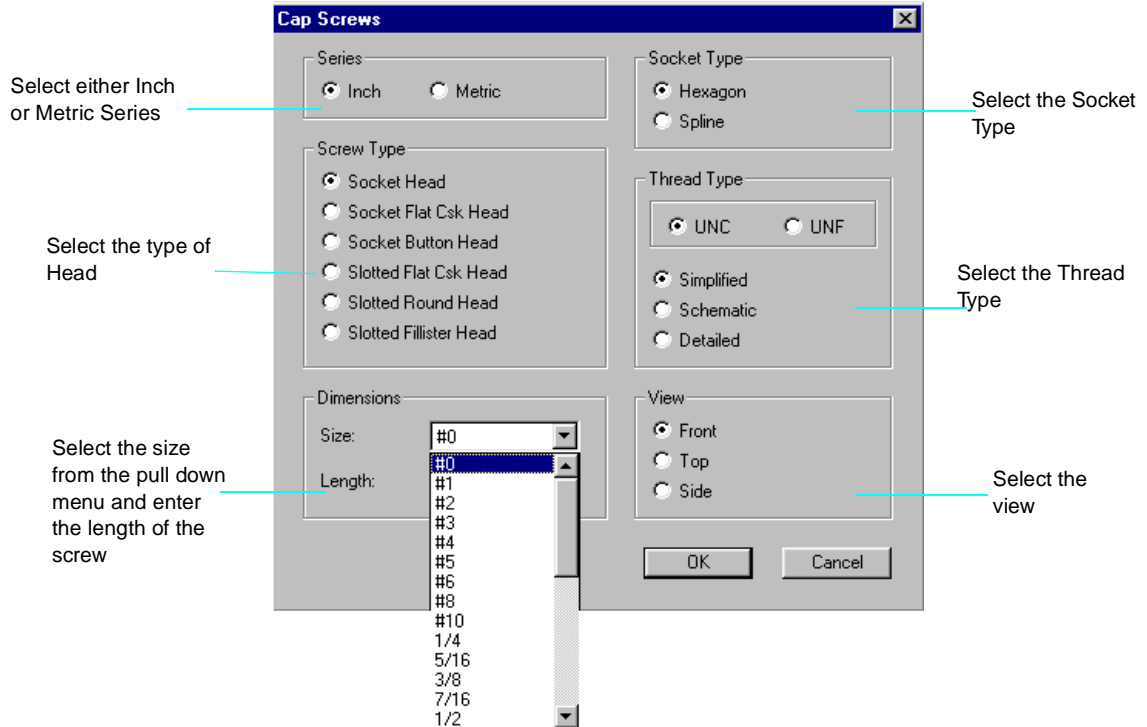 Cap Screws
Select either Inch
or Metric Series
Series
Inch
Metric
Socket Type
Hexagon
Spline
Select the Socket
Type
Screw Type
Socket Head
Socket Flat Csk Head
Socket Button Head
Slotted Flat Csk Head
Slotted Round Head
Slotted Fillister Head
Select the type of
Head
Thread Type
UNC
UNF
Simplified
Schematic
Detailed
Select the Thread
Type
Dimensions
Size:
#0
Length:
#0
#1
#2
#3
#4
#5
#6
#8
#10
1/4
5/16
3/8
7/16
1/2
Select the size
from the pull down
menu and enter
the length of the
screw
View
Front
Top
Side
Select the
view
OK
Cancel